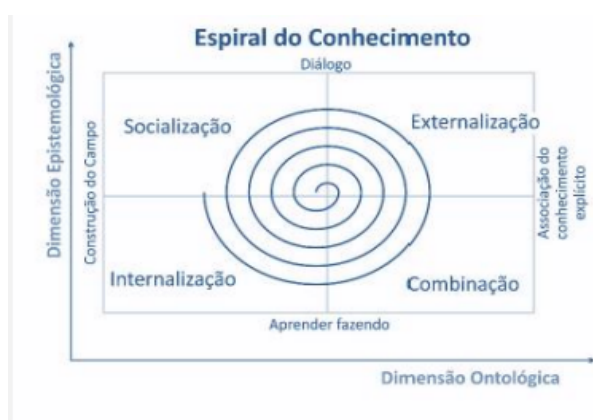 Espiral do Conhecimento
Diálogo
Dimensão Epistemológica
Construção do Campo
Socialização
Externalização
Associação do
conhecimento
explícito
Internalização
Combinação
Aprender fazendo
Dimensão Ontológica